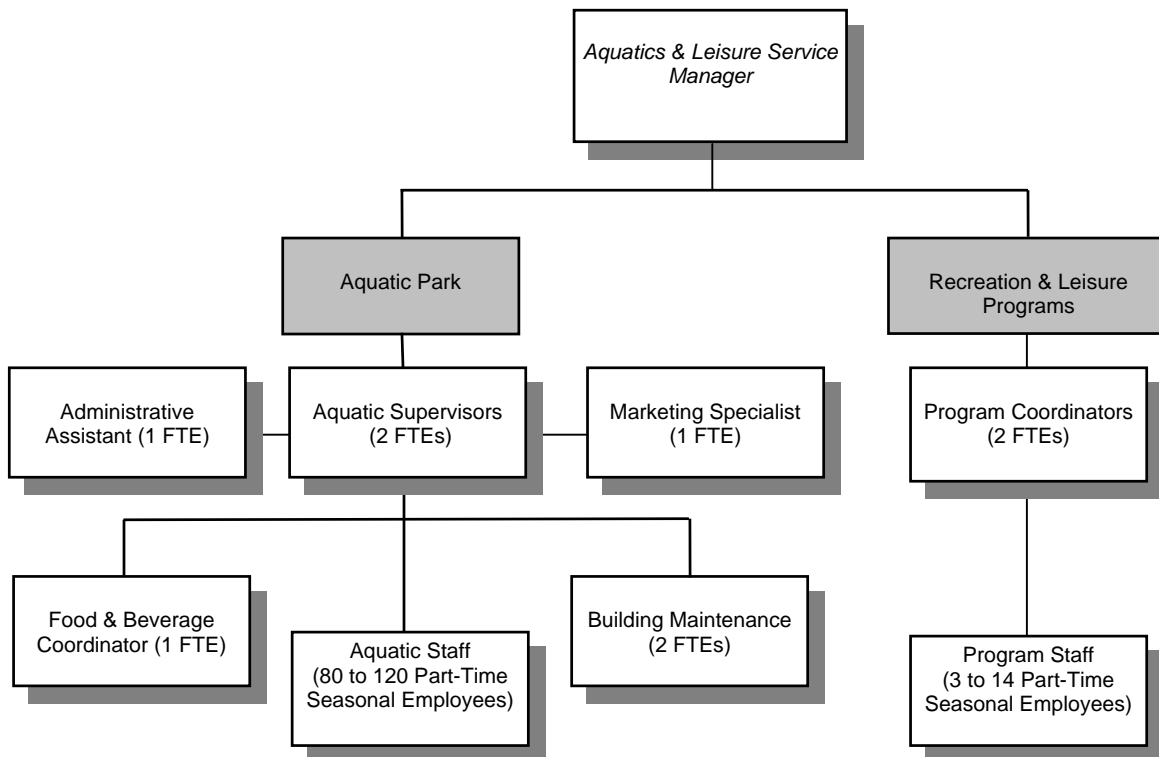 Aquatics & Leisure Service
Manager
Aquatic Park
Recreation & Leisure
Programs
Administrative
Assistant (1 FTE)
Aquatic Supervisors
(2 FTEs)
Marketing Specialist
(1 FTE)
Program Coordinators
(2 FTEs)
Food & Beverage
Coordinator (1 FTE)
Aquatic Staff
(80 to 120 Part-Time
Seasonal Employees)
Building Maintenance
(2 FTEs)
Program Staff
(3 to 14 Part-Time
Seasonal Employees)